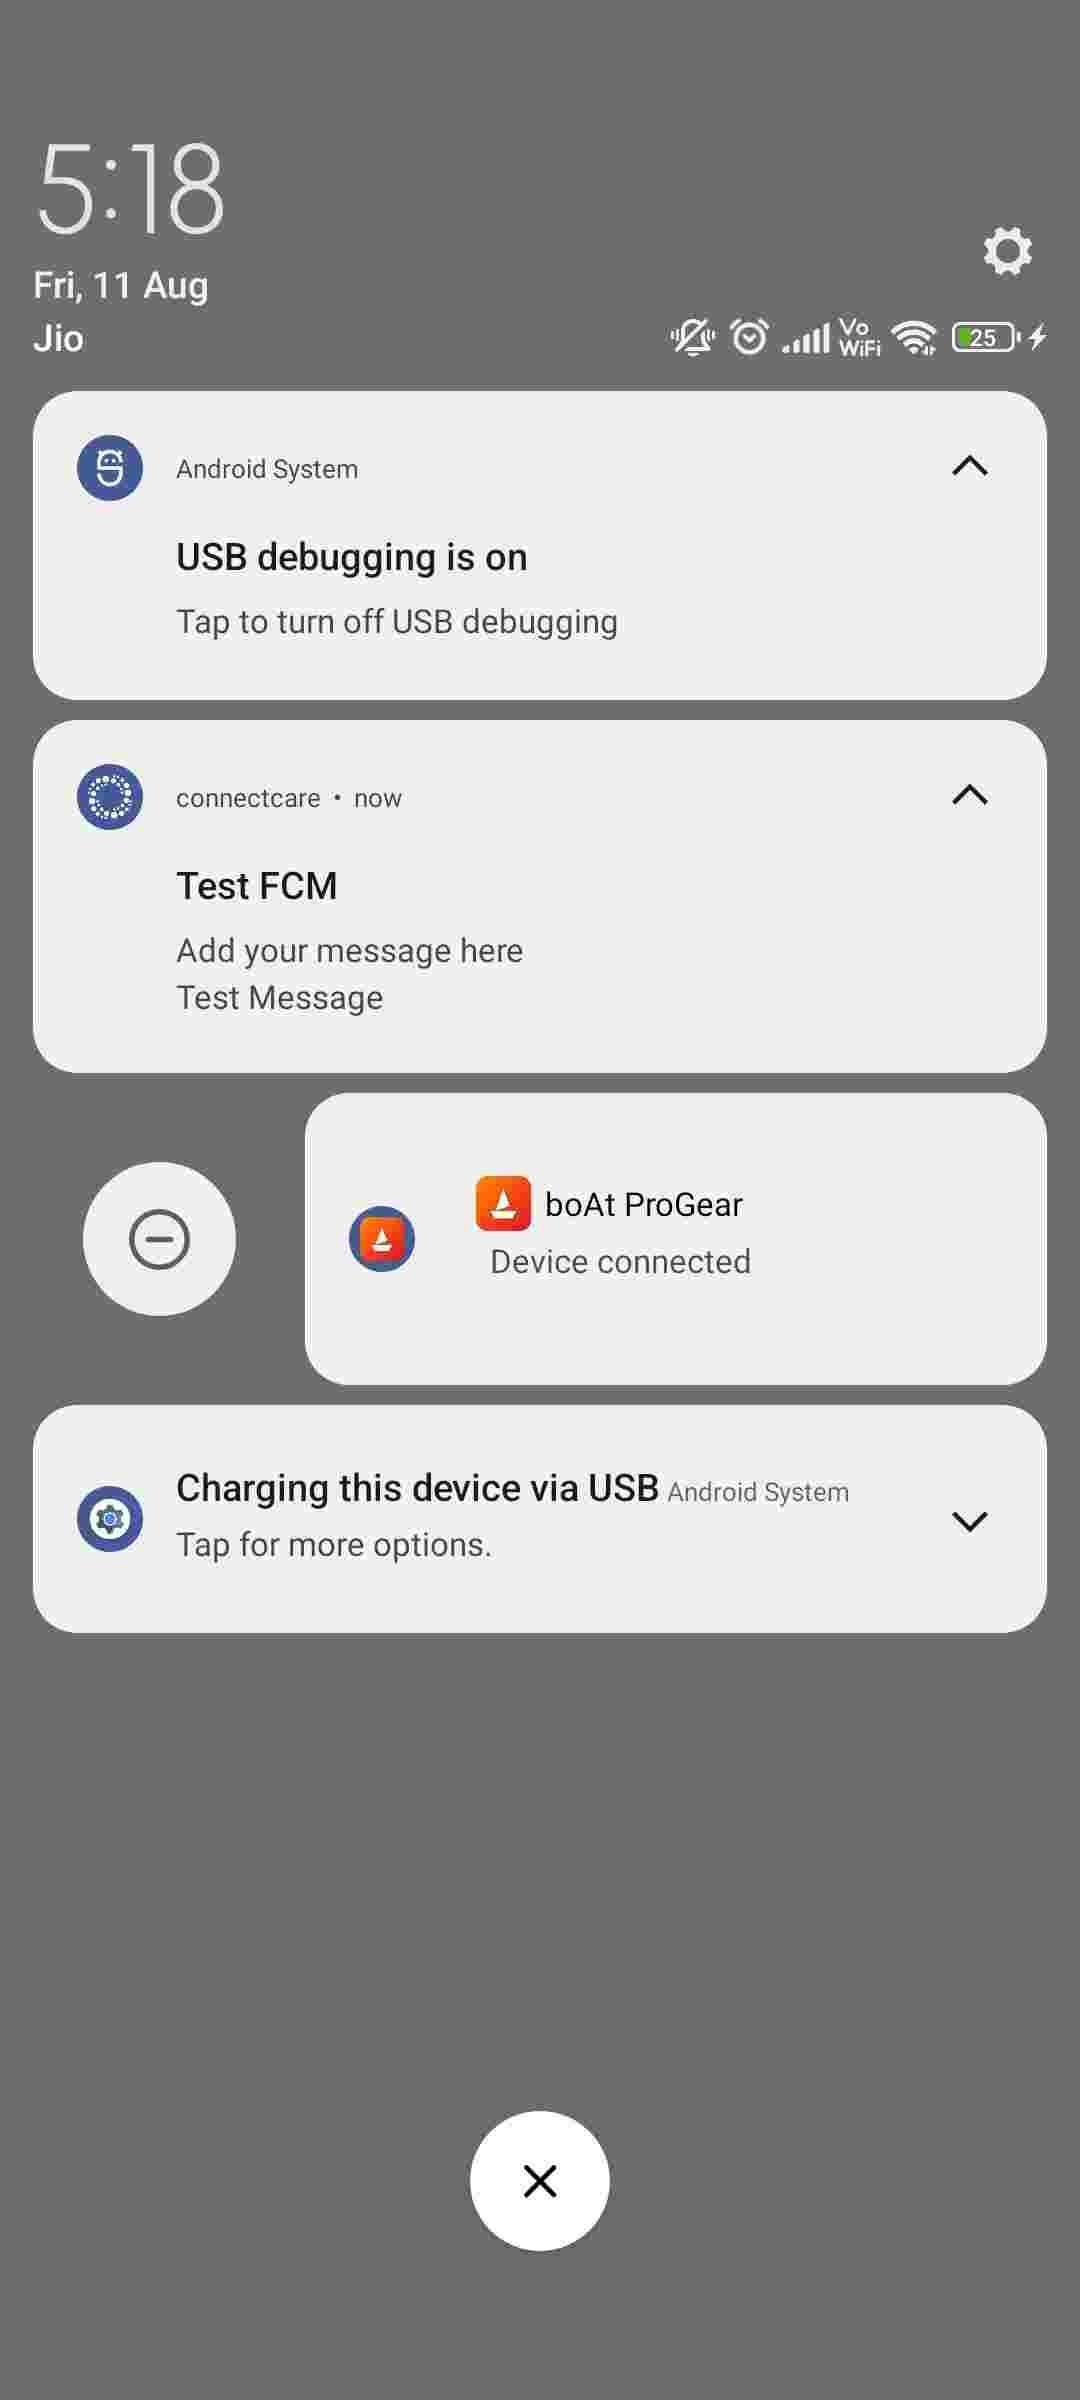 5:18
Fri, 11 Aug
Jio
Vo
WiFi
25
Android System
USB debugging is on
Tap to turn off USB debugging
connectcare • now
Test FCM
Add your message here
Test Message
boAt ProGear
Device connected
Charging this device via USB Android System
Tap for more options.